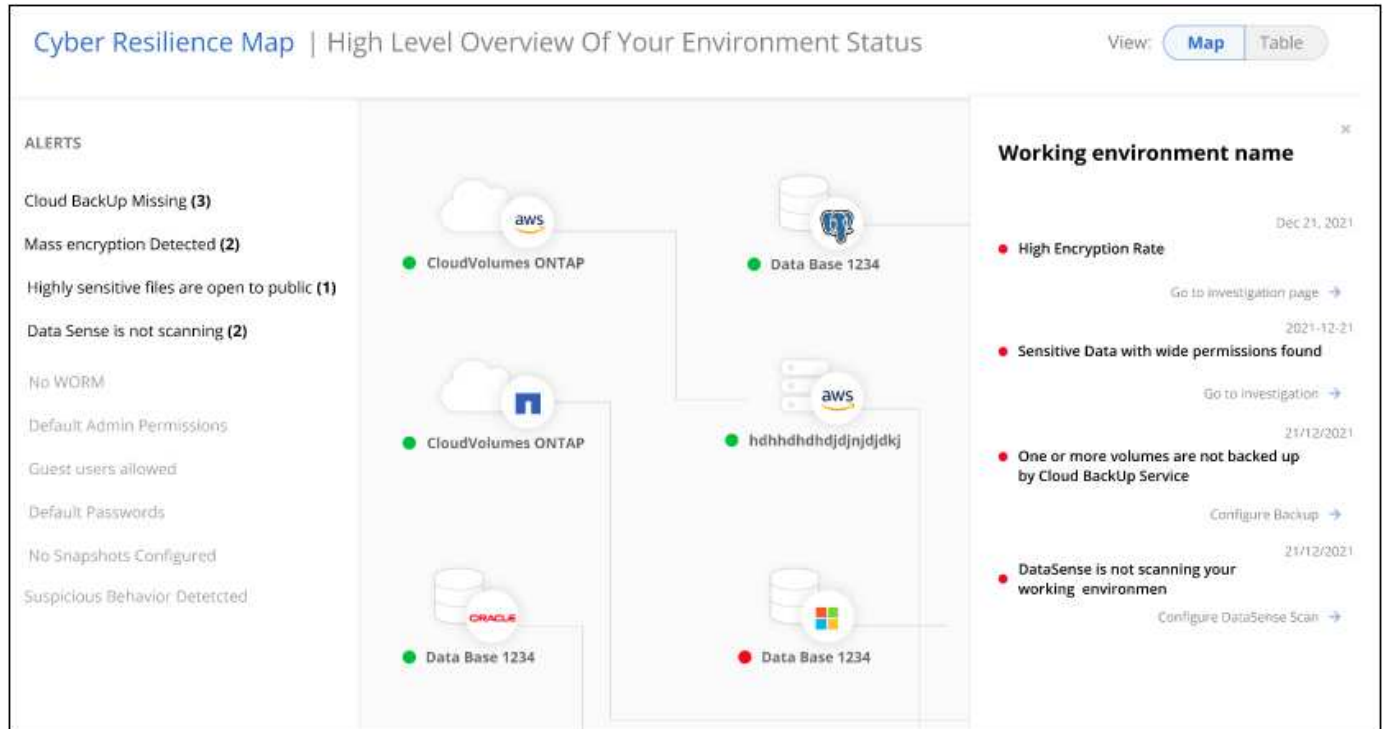 Cyber Resilience Map | High Level Overview Of Your Environment Status
View: Map Table
ALERTS
Cloud BackUp Missing (3)
Mass encryption Detected (2)
Highly sensitive files are open to public (1)
Data Sense is not scanning (2)
No WORM
Default Admin Permissions
Guest users allowed
Default Passwords
No Snapshots Configured
Suspicious Behavior Detetcted
aws
CloudVolumes ONTAP
Data Base 1234
CloudVolumes ONTAP
aws
hdhhdhdhdjdjnjdjdkj
ORACLE
Data Base 1234
Data Base 1234
Working environment name
Dec 21, 2021
High Encryption Rate
Go to investigation page
2021-12-21
Sensitive Data with wide permissions found
Go to investigation
21/12/2021
One or more volumes are not backed up
by Cloud BackUp Service
Configure Backup
21/12/2021
DataSense is not scanning your
working environmen
Configure DataSense Scan